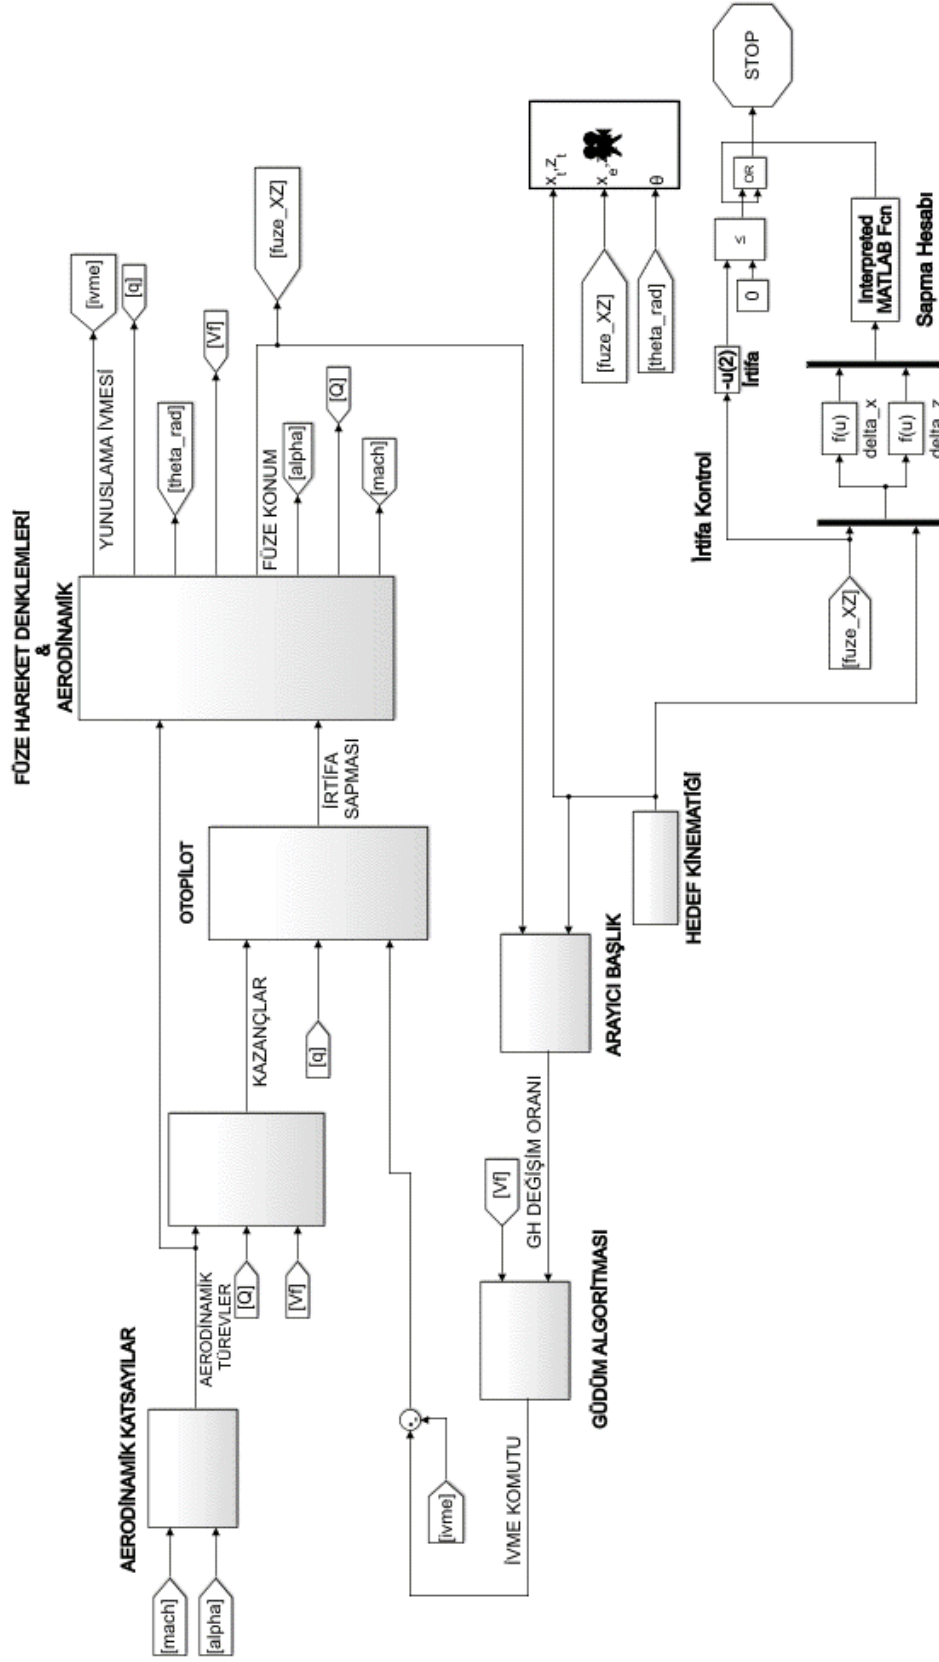 FÜZE HAREKET DENKLEMLERİ
&
AERODİNAMİK
YUNUSLAMA İVMESİ
[ivme]
[q]
[theta_rad]
[Vf]
FÜZE KONUM
[fuze_XZ]
[alpha]
[Q]
[mach]
AERODİNAMİK KATSAYILAR
[mach]
[alpha]
AERODİNAMİK
TÜREVLER
[Q]
[Vf]
KAZANÇLAR
OTOPİLOT
[q]
İRTİFA
SAPMASI
[ivme]
İVME KOMUTU
GÜDÜM ALGORİTMASI
[Vf]
GH DEĞİŞİM ORANI
ARAYICI BAŞLIK
HEDEF KİNEMATİĞİ
[fuze_XZ]
[theta_rad]
x_t,z_t
x_e,
θ
İrtifa Kontrol
[fuze_XZ]
-u(2)
İrtifa
0
≤
OR
STOP
f(u)
delta_x
f(u)
delta_z
Interpreted
MATLAB Fcn
Sapma Hesabı